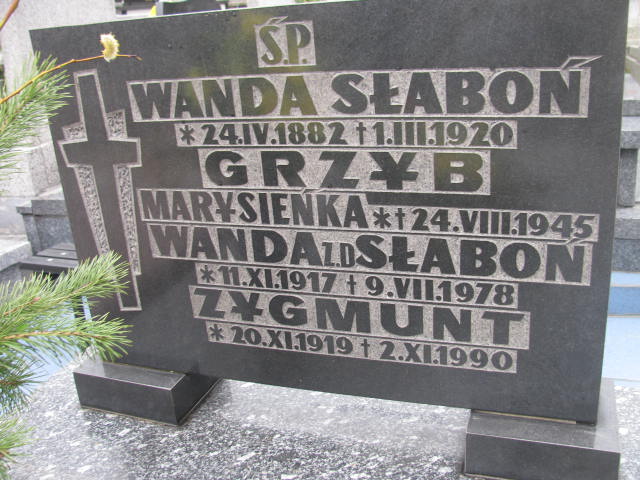 Ś.P.
WANDA SŁABOŃ
* 24.IV.1882 † 1.III.1920
GRZYB
MARYSIEŃKA * † 24.VIII.1945
WANDA Z.D SŁABOŃ
* 11.XI.1917 † 9.VII.1978
ZYGMUNT
* 20.XI.1919 † 2.XI.1990